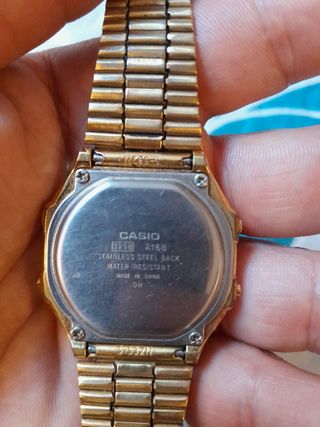 CASIO
3298 A168
STAINLESS STEEL BACK
WATER RESISTANT
MADE IN CHINA